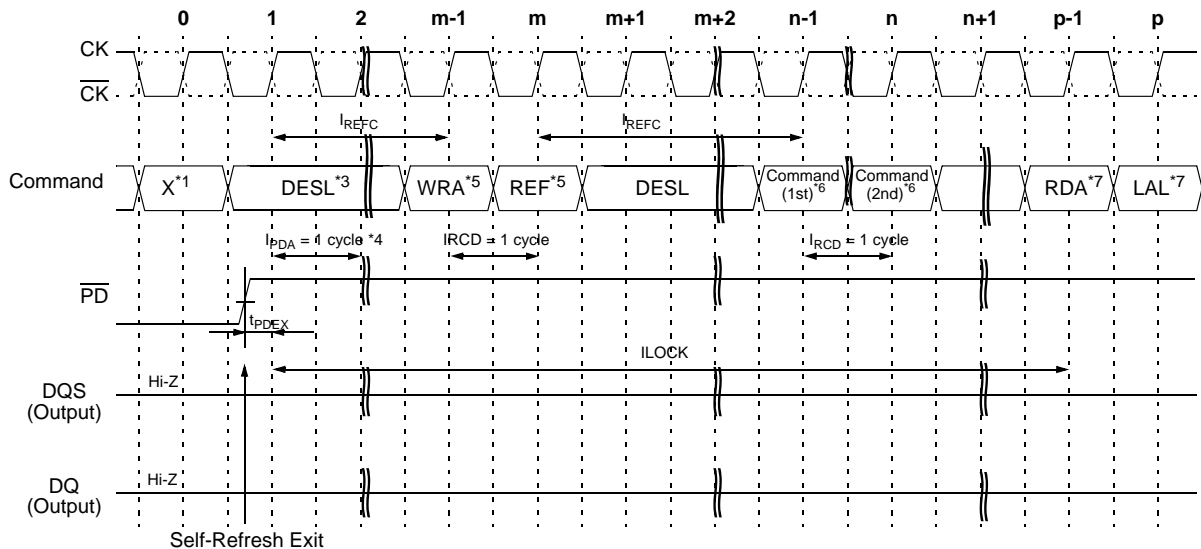 0 1 2 m-1 m m+1 m+2 n-1 n n+1 p-1 p
CK
CK
IREFC IREFC
Command X*1 DESL*3 WRA*5 REF*5 DESL Command (1st)*6 Command (2nd)*6 RDA*7 LAL*7
IPDA = 1 cycle *4 IRCD = 1 cycle IRCD = 1 cycle
PD
tPDEX
ILOCK
Hi-Z
DQS
(Output)
Hi-Z
DQ
(Output)
Self-Refresh Exit